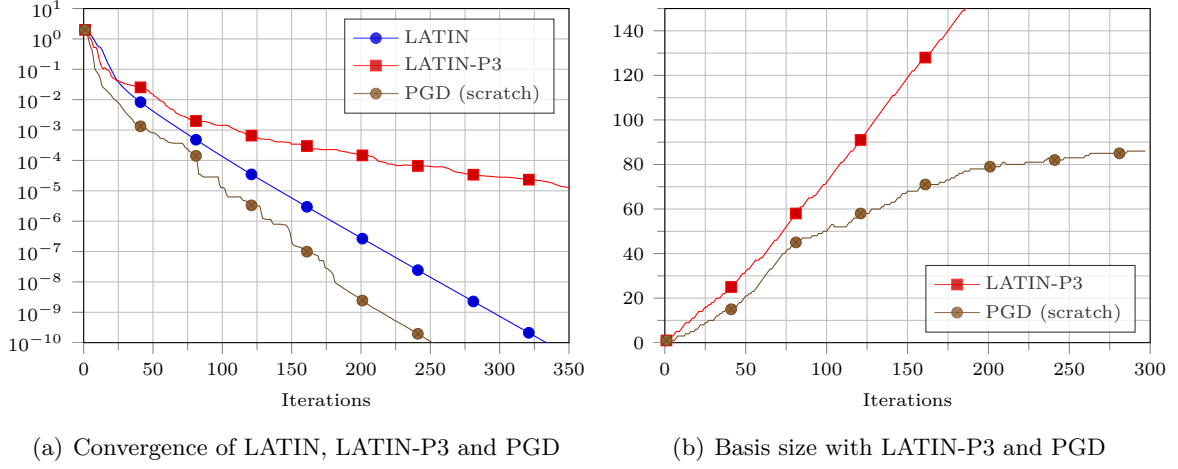 10^1
10^0
10^−1
10^−2
10^−3
10^−4
10^−5
10^−6
10^−7
10^−8
10^−9
10^−10
0 50 100 150 200 250 300 350
Iterations
LATIN
LATIN-P3
PGD (scratch)
(a) Convergence of LATIN, LATIN-P3 and PGD
140
120
100
80
60
40
20
0
0 50 100 150 200 250 300
Iterations
LATIN-P3
PGD (scratch)
(b) Basis size with LATIN-P3 and PGD